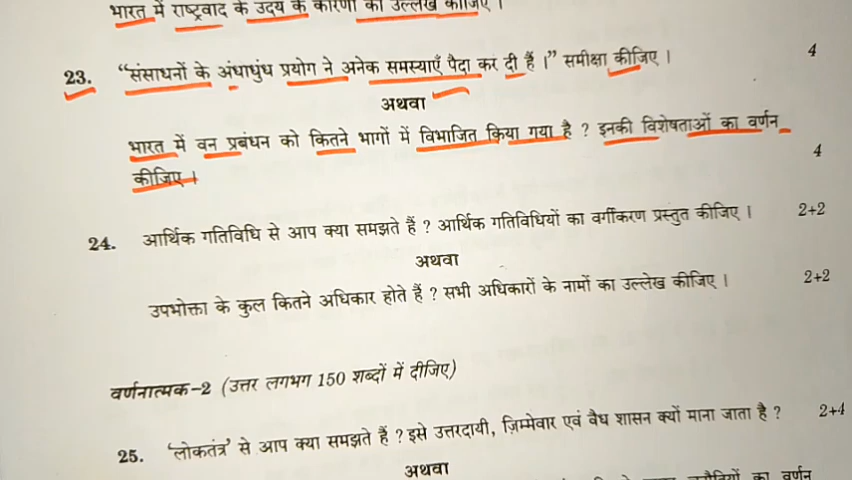 भारत में राष्ट्रवाद के उदय के कारणों का उल्लेख कीजिए।
23. "संसाधनों के अंधाधुंध प्रयोग ने अनेक समस्याएँ पैदा कर दी हैं।" समीक्षा कीजिए। 4
अथवा
भारत में वन प्रबंधन को कितने भागों में विभाजित किया गया है ? इनकी विशेषताओं का वर्णन
कीजिए। 4
24. आर्थिक गतिविधि से आप क्या समझते हैं ? आर्थिक गतिविधियों का वर्गीकरण प्रस्तुत कीजिए। 2+2
अथवा
उपभोक्ता के कुल कितने अधिकार होते हैं ? सभी अधिकारों के नामों का उल्लेख कीजिए। 2+2
वर्णनात्मक-2 (उत्तर लगभग 150 शब्दों में दीजिए)
25. 'लोकतंत्र' से आप क्या समझते हैं ? इसे उत्तरदायी, ज़िम्मेवार एवं वैध शासन क्यों माना जाता है ? 2+4
अथवा
का वर्णन